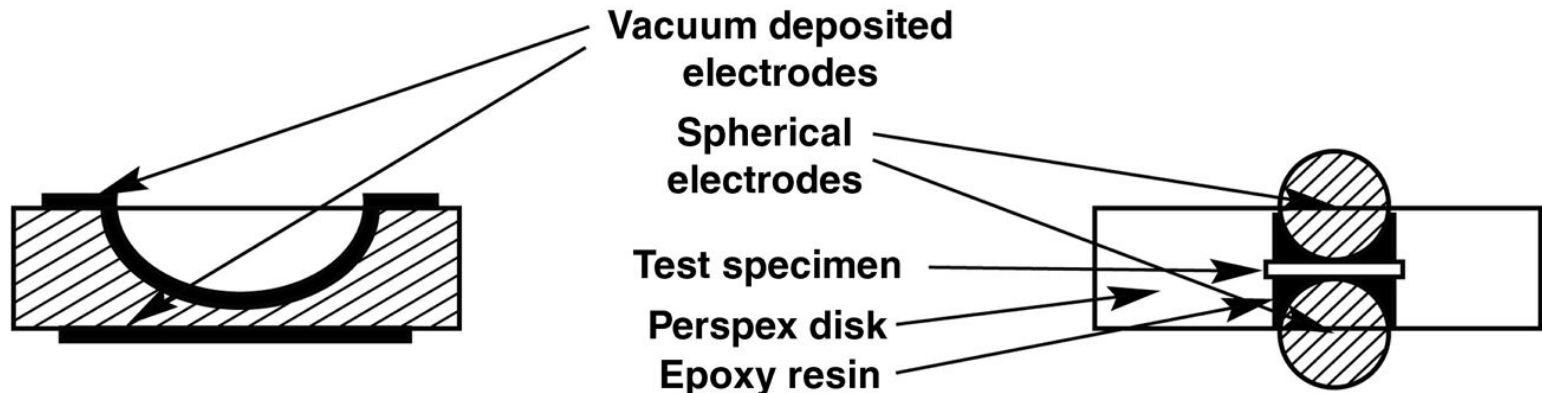 Vacuum deposited
electrodes
Spherical
electrodes
Test specimen
Perspex disk
Epoxy resin